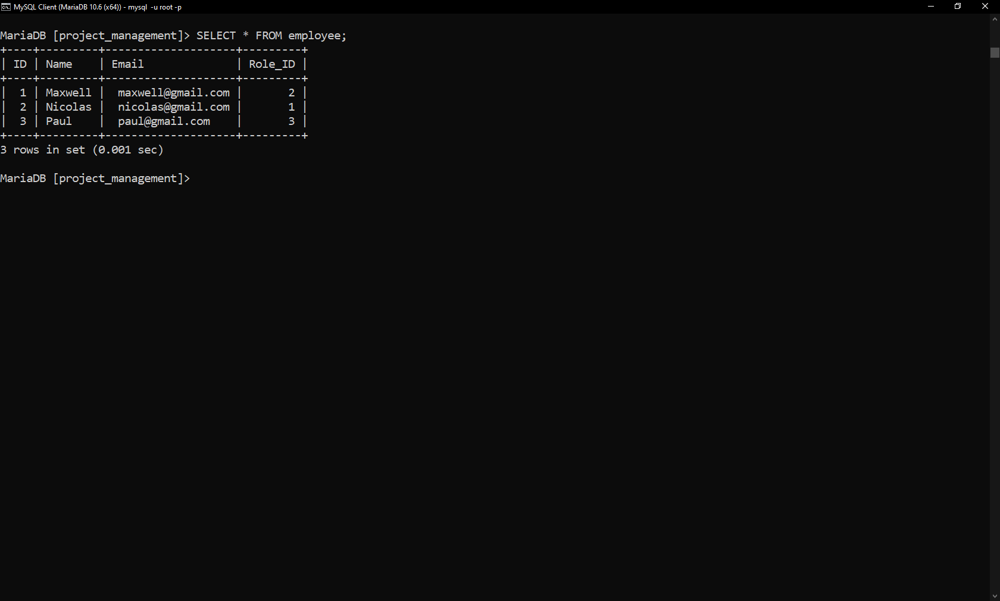 MySQL Client (MariaDB 10.6 (x64)) - mysql  -u root -p
MariaDB [project_management]> SELECT * FROM employee;
+----+---------+--------------------+---------+
| ID | Name    | Email              | Role_ID |
+----+---------+--------------------+---------+
|  1 | Maxwell |  maxwell@gmail.com |       2 |
|  2 | Nicolas |  nicolas@gmail.com |       1 |
|  3 | Paul    |  paul@gmail.com    |       3 |
+----+---------+--------------------+---------+
3 rows in set (0.001 sec)
MariaDB [project_management]>